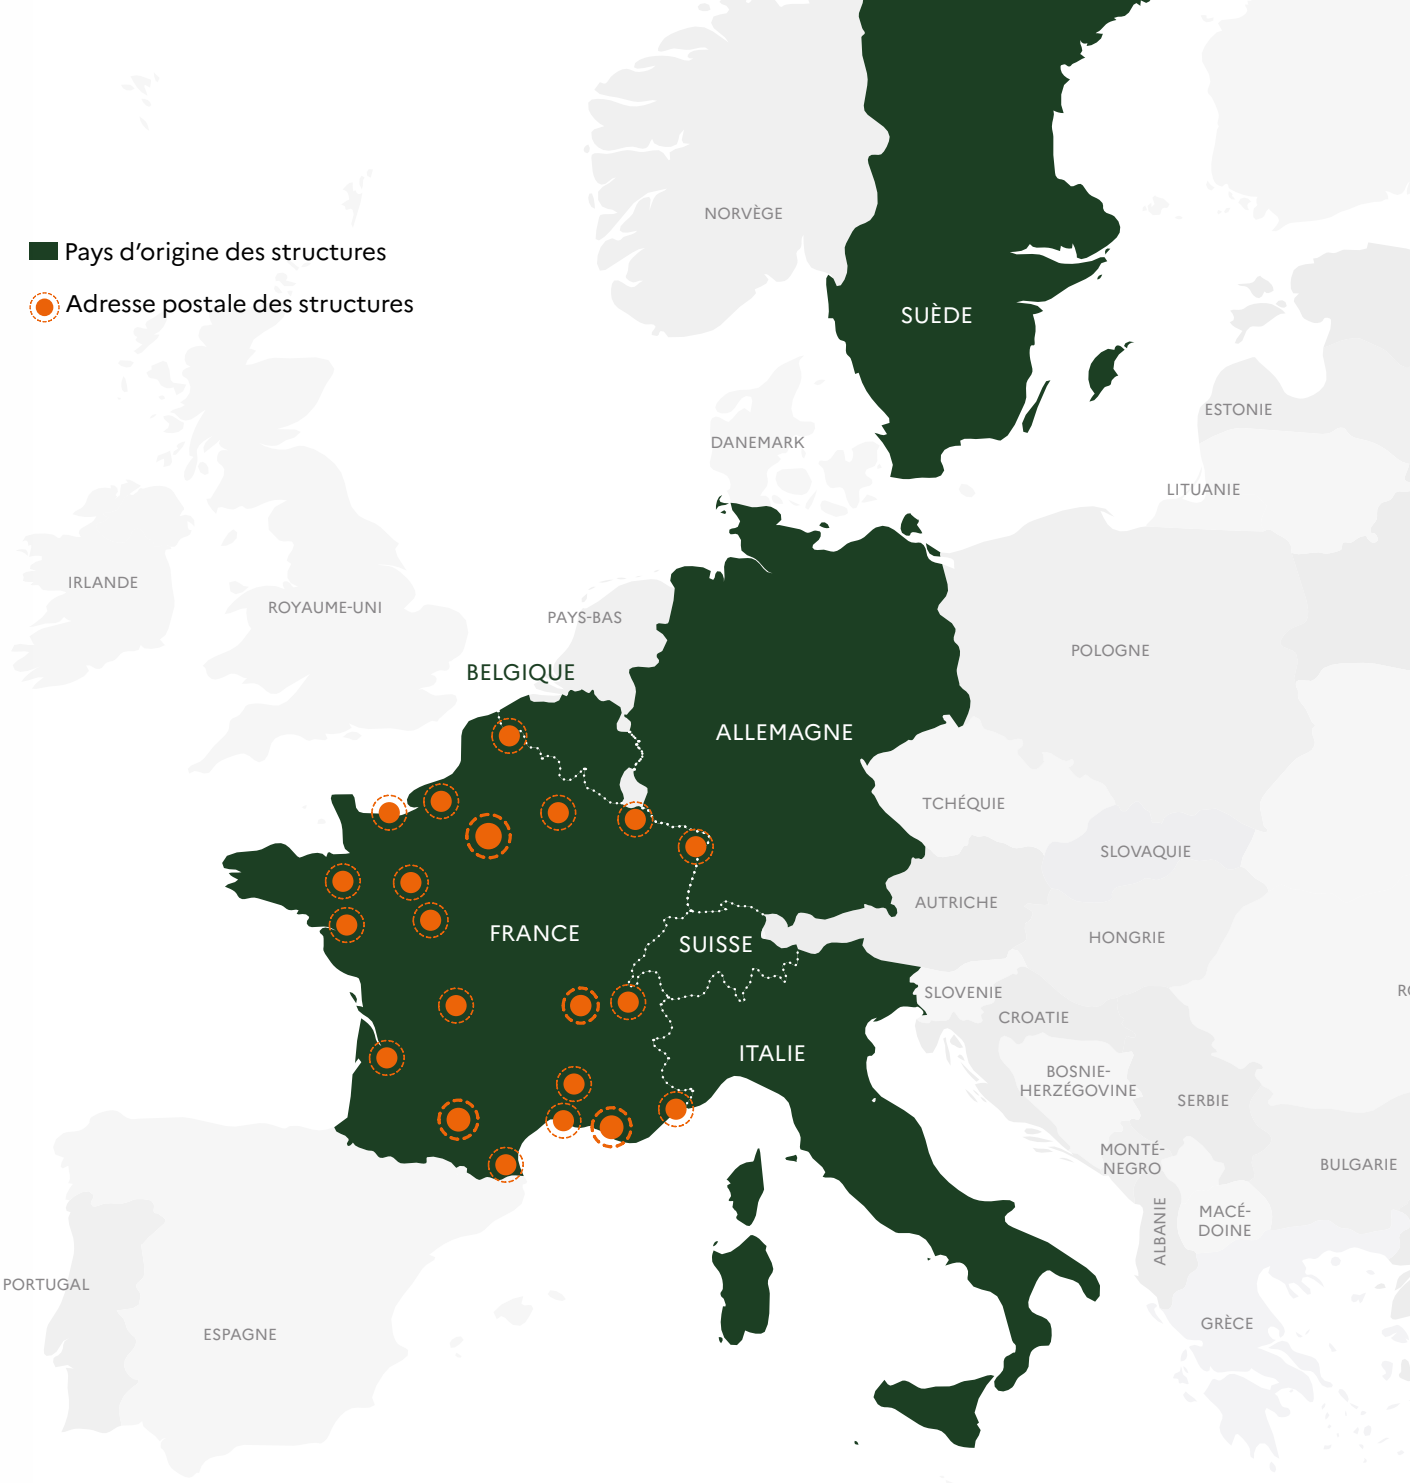 NORVÈGE
Pays d’origine des structures
Adresse postale des structures
SUÈDE
ESTONIE
DANEMARK
LITUANIE
IRLANDE
ROYAUME-UNI
PAYS-BAS
POLOGNE
BELGIQUE
ALLEMAGNE
TCHÉQUIE
SLOVAQUIE
AUTRICHE
FRANCE
SUISSE
HONGRIE
SLOVENIE
RO
CROATIE
ITALIE
BOSNIE-
HERZÉGOVINE
SERBIE
MONTÉ-
NEGRO
BULGARIE
ALBANIE
MACÉ-
DOINE
PORTUGAL
GRÈCE
ESPAGNE